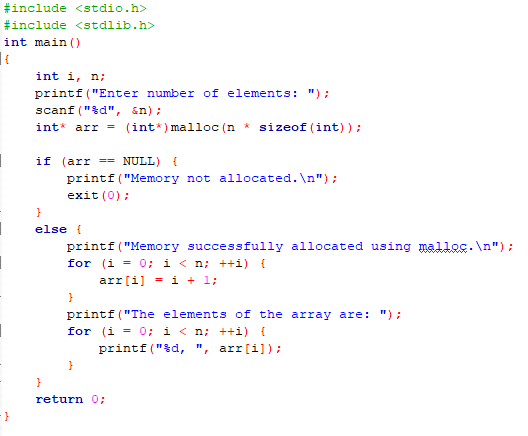 #include <stdio.h>
#include <stdlib.h>
int main()
{
    int i, n;
    printf("Enter number of elements: ");
    scanf("%d", &n);
    int* arr = (int*)malloc(n * sizeof(int));

    if (arr == NULL) {
        printf("Memory not allocated.\n");
        exit(0);
    }
    else {
        printf("Memory successfully allocated using malloc.\n");
        for (i = 0; i < n; ++i) {
            arr[i] = i + 1;
        }
        printf("The elements of the array are: ");
        for (i = 0; i < n; ++i) {
            printf("%d, ", arr[i]);
        }
    }
    return 0;
}